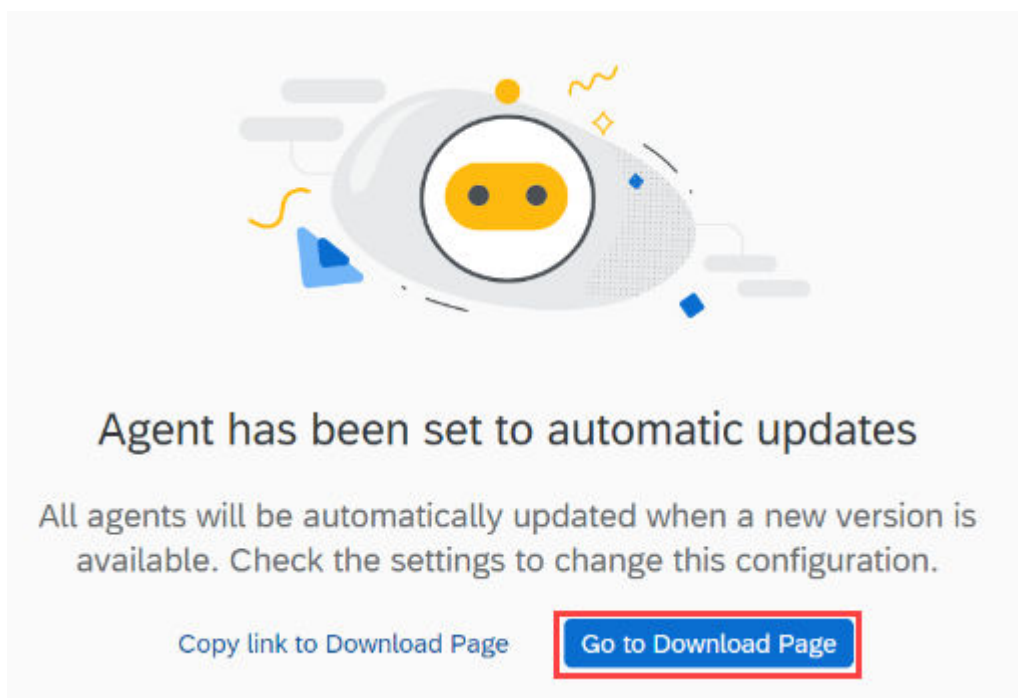 Agent has been set to automatic updates
All agents will be automatically updated when a new version is
available. Check the settings to change this configuration.
Copy link to Download Page
Go to Download Page